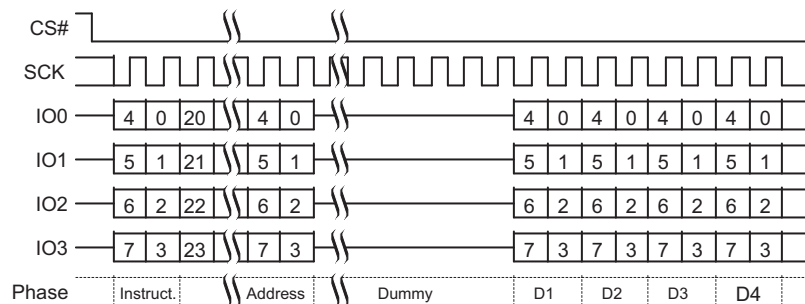 CS#
SCK
IO0 4 0 20 4 0 4 0 4 0 4 0 4 0
IO1 5 1 21 5 1 5 1 5 1 5 1 5 1
IO2 6 2 22 6 2 6 2 6 2 6 2 6 2
IO3 7 3 23 7 3 7 3 7 3 7 3 7 3
Phase Instruct. Address Dummy D1 D2 D3 D4